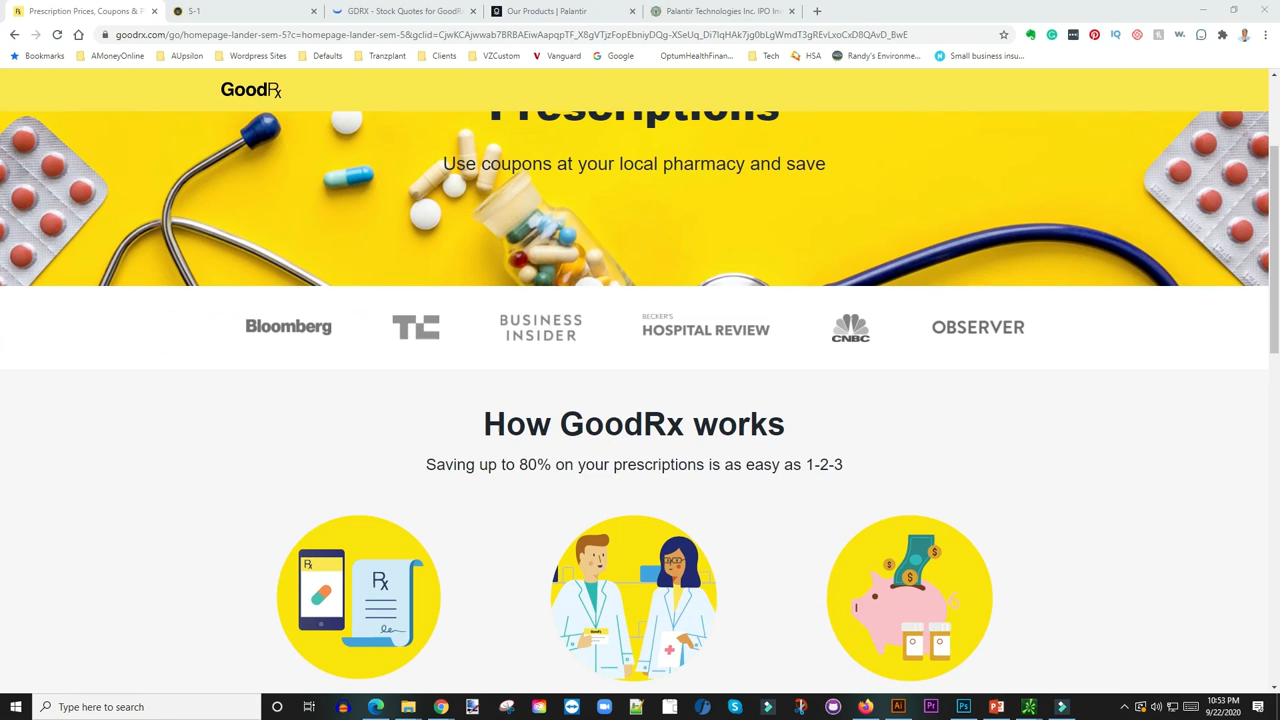 Prescription Prices, Coupons & P
S-1
GDRX - Stock Quotes for GoodR
Our Products | Palantir
Palantir Technologies Inc. IPO In
goodrx.com/go/homepage-lander-sem-5?c=homepage-lander-sem-5&gclid=
Bookmarks
AMoneyOnline
AUpsilon
Wordpress Sites
Defaults
Tranzplant
Clients
VZCustom
Vanguard
Google
OptumHealthFinan...
Tech
HSA
Randy's Environme...
Small business insu...
GoodRx
Prescriptions
Use coupons at your local pharmacy and save
Bloomberg
TC
BUSINESS
INSIDER
BECKER'S
HOSPITAL REVIEW
CNBC
OBSERVER
How GoodRx works
Saving up to 80% on your prescriptions is as easy as 1-2-3
Rx
Rx
Type here to search
10:53 PM
9/22/2020